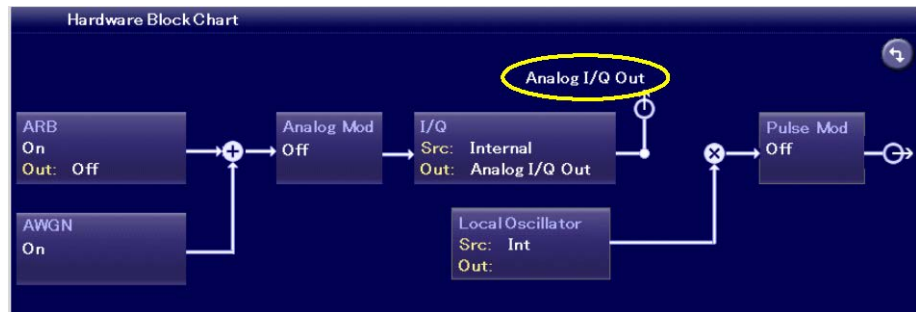 Hardware Block Chart
Analog I/Q Out
ARB
On
Out: Off
Analog Mod
Off
I/Q
Src: Internal
Out: Analog I/Q Out
Pulse Mod
Off
AWGN
On
Local Oscillator
Src: Int
Out: